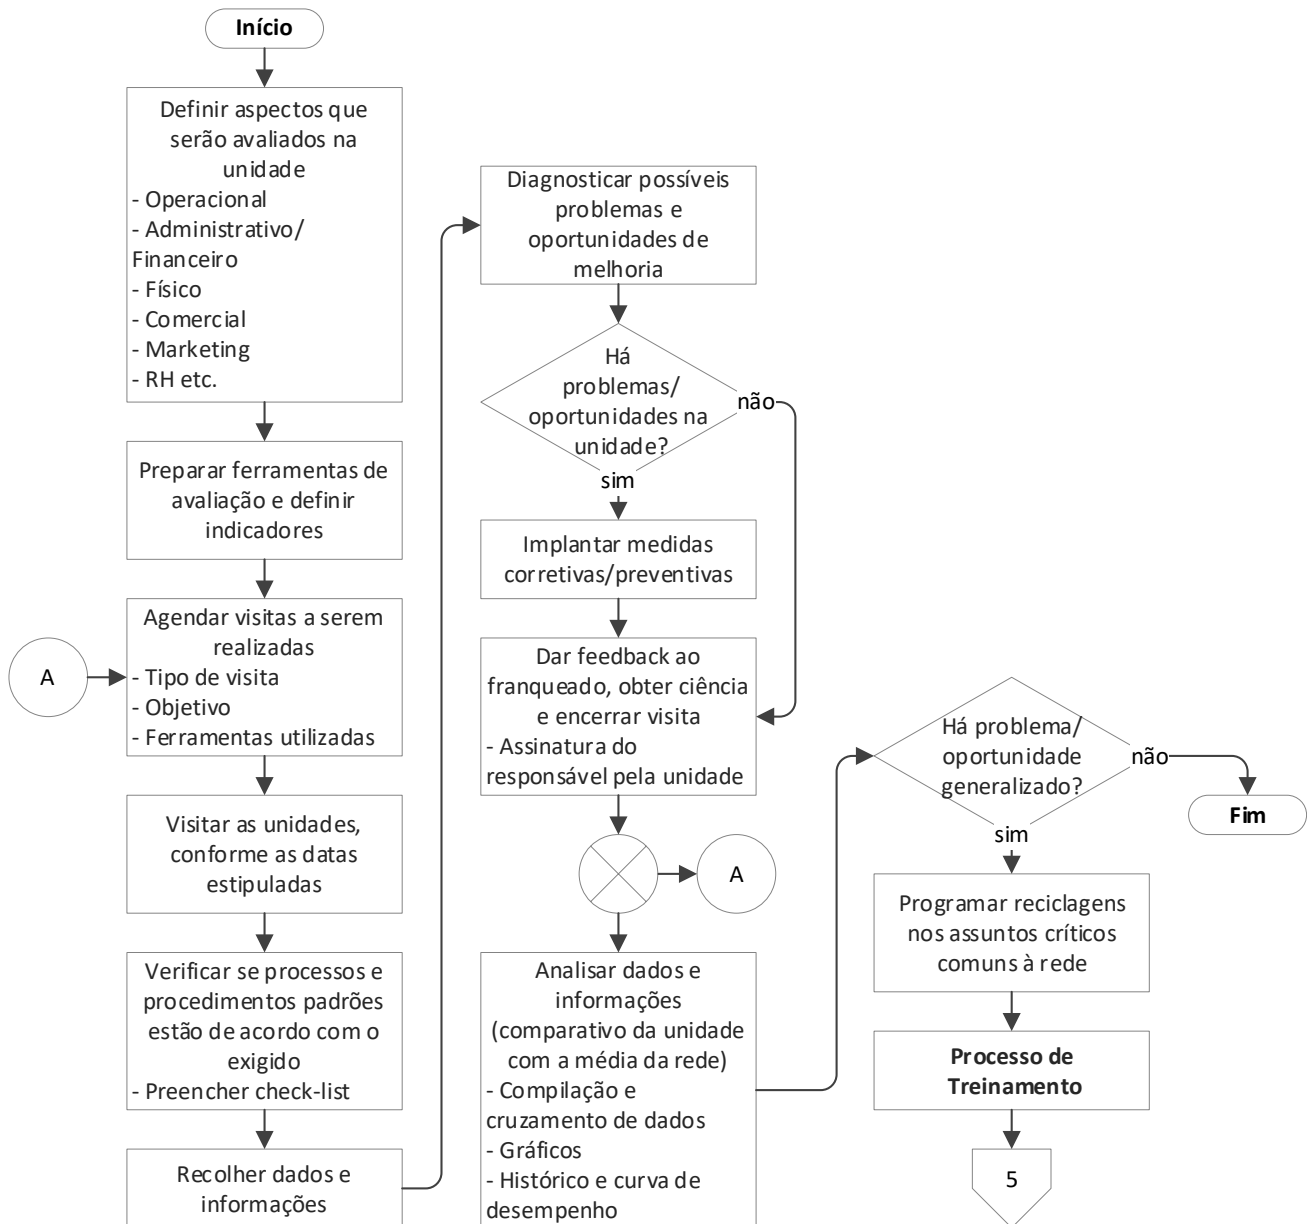 Início
Definir aspectos que
serão avaliados na
unidade
- Operacional
- Administrativo/
Financeiro
- Físico
- Comercial
- Marketing
- RH etc.
Preparar ferramentas de
avaliação e definir
indicadores
A
Agendar visitas a serem
realizadas
- Tipo de visita
- Objetivo
- Ferramentas utilizadas
Visitar as unidades,
conforme as datas
estipuladas
Verificar se processos e
procedimentos padrões
estão de acordo com o
exigido
- Preencher check-list
Recolher dados e
informações
Diagnosticar possíveis
problemas e
oportunidades de
melhoria
Há
problemas/
oportunidades na
unidade?
não
sim
Implantar medidas
corretivas/preventivas
Dar feedback ao
franqueado, obter ciência
e encerrar visita
- Assinatura do
responsável pela unidade
A
Analisar dados e
informações
(comparativo da unidade
com a média da rede)
- Compilação e
cruzamento de dados
- Gráficos
- Histórico e curva de
desempenho
Há problema/
oportunidade
generalizado?
não
Fim
sim
Programar reciclagens
nos assuntos críticos
comuns à rede
Processo de
Treinamento
5